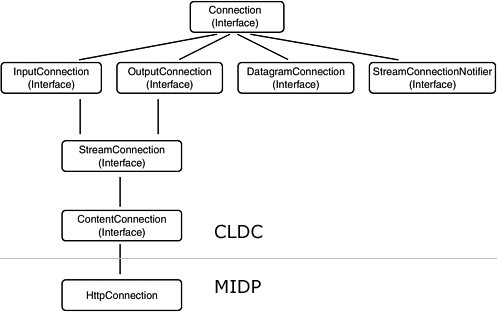 Connection
(Interface)
InputConnection
(Interface)
OutputConnection
(Interface)
DatagramConnection
(Interface)
StreamConnectionNotifier
(Interface)
StreamConnection
(Interface)
ContentConnection
(Interface)
CLDC
MIDP
HttpConnection